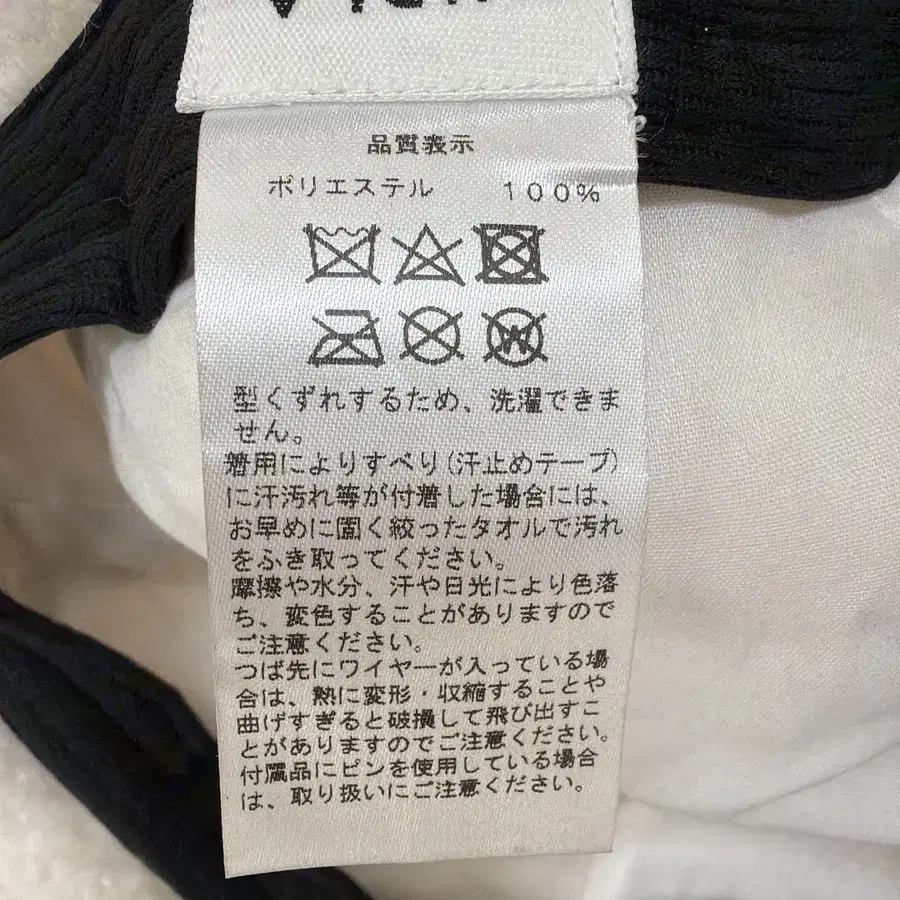 品質表示
ポリエステル 100%
型くずれするため、洗濯できま
せん。
着用によりすべり(汗止めテープ)
に汗汚れ等が付着した場合には、
お早めに固く絞ったタオルで汚れ
をふき取ってください。
摩擦や水分、汗や日光により色落
ち、変色することがありますので
ご注意ください。
つば先にワイヤーが入っている場
合は、熱に変形・収縮することや
曲げすぎると破損して飛び出すこ
とがありますのでご注意ください。
付属品にピンを使用している場合
は、取り扱いにご注意ください。